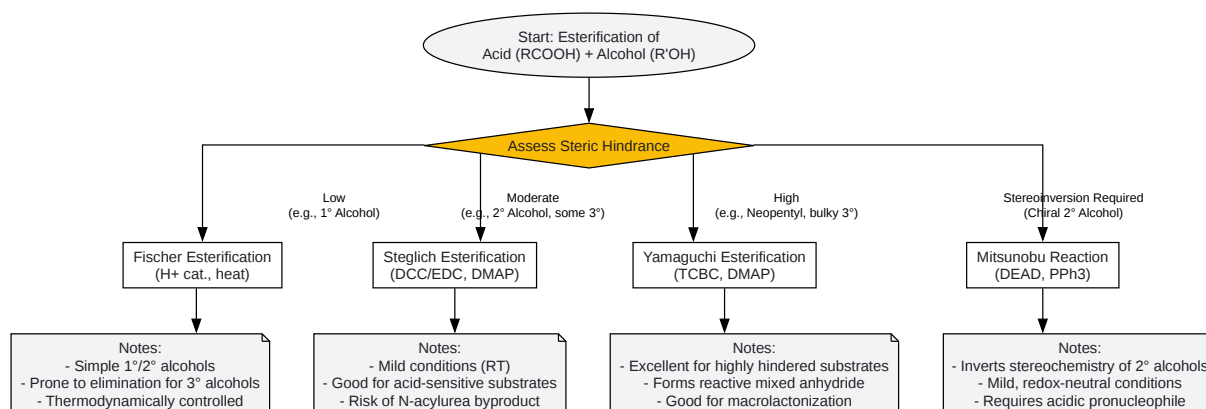 Start: Esterification of
Acid (RCOOH) + Alcohol (R'OH)
Assess Steric Hindrance
Low
(e.g., 1° Alcohol)
Moderate
(e.g., 2° Alcohol, some 3°)
High
(e.g., Neopentyl, bulky 3°)
Stereoinversion Required
(Chiral 2° Alcohol)
Fischer Esterification
(H+ cat., heat)
Steglich Esterification
(DCC/EDC, DMAP)
Yamaguchi Esterification
(TCBC, DMAP)
Mitsunobu Reaction
(DEAD, PPh3)
Notes:
- Simple 1°/2° alcohols
- Prone to elimination for 3° alcohols
- Thermodynamically controlled
Notes:
- Mild conditions (RT)
- Good for acid-sensitive substrates
- Risk of N-acylurea byproduct
Notes:
- Excellent for highly hindered substrates
- Forms reactive mixed anhydride
- Good for macrolactonization
Notes:
- Inverts stereochemistry of 2° alcohols
- Mild, redox-neutral conditions
- Requires acidic pronucleophile